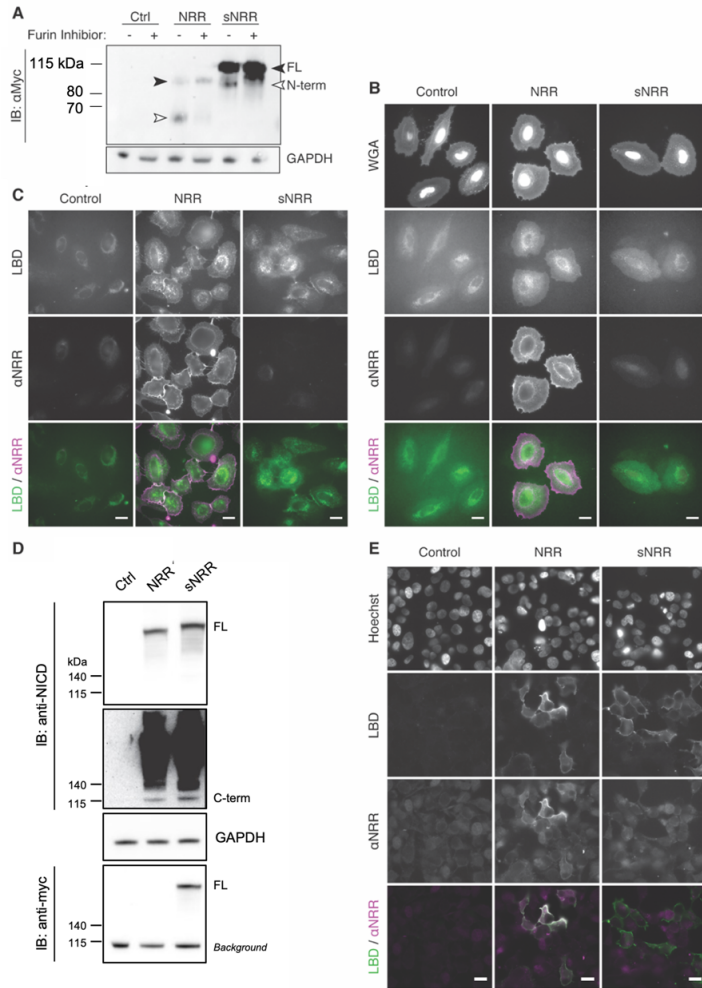 A
Ctrl NRR sNRR
Furin Inhibior: - + - + - +
IB: αMyc
115 kDa
80
70
FL
N-term
GAPDH
B
Control NRR sNRR
WGA
LBD
αNRR
LBD / αNRR
C
Control NRR sNRR
LBD
αNRR
LBD / αNRR
D
Ctrl NRR sNRR
IB: anti-NICD
FL
kDa
140
115
140
115
C-term
GAPDH
IB: anti-myc
FL
140
115
Background
E
Control NRR sNRR
Hoechst
LBD
αNRR
LBD / αNRR